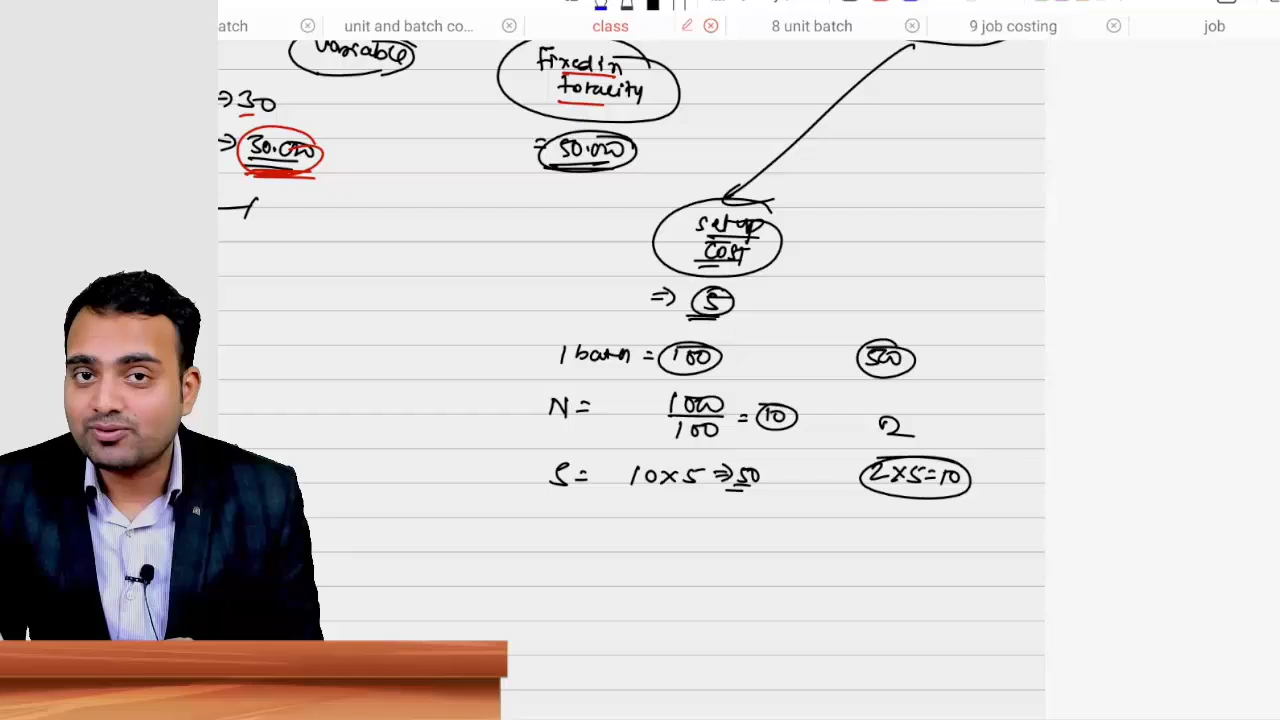 atch unit and batch co... class 8 unit batch 9 job costing job
variable
Fixed in
totality
⇒ 30
⇒ 30,000
= 50,000
setup
cost
⇒ 5
1 batch = 100 500
N = 1000/100 = 10 2
S = 10×5 ⇒ 50 2×5=10